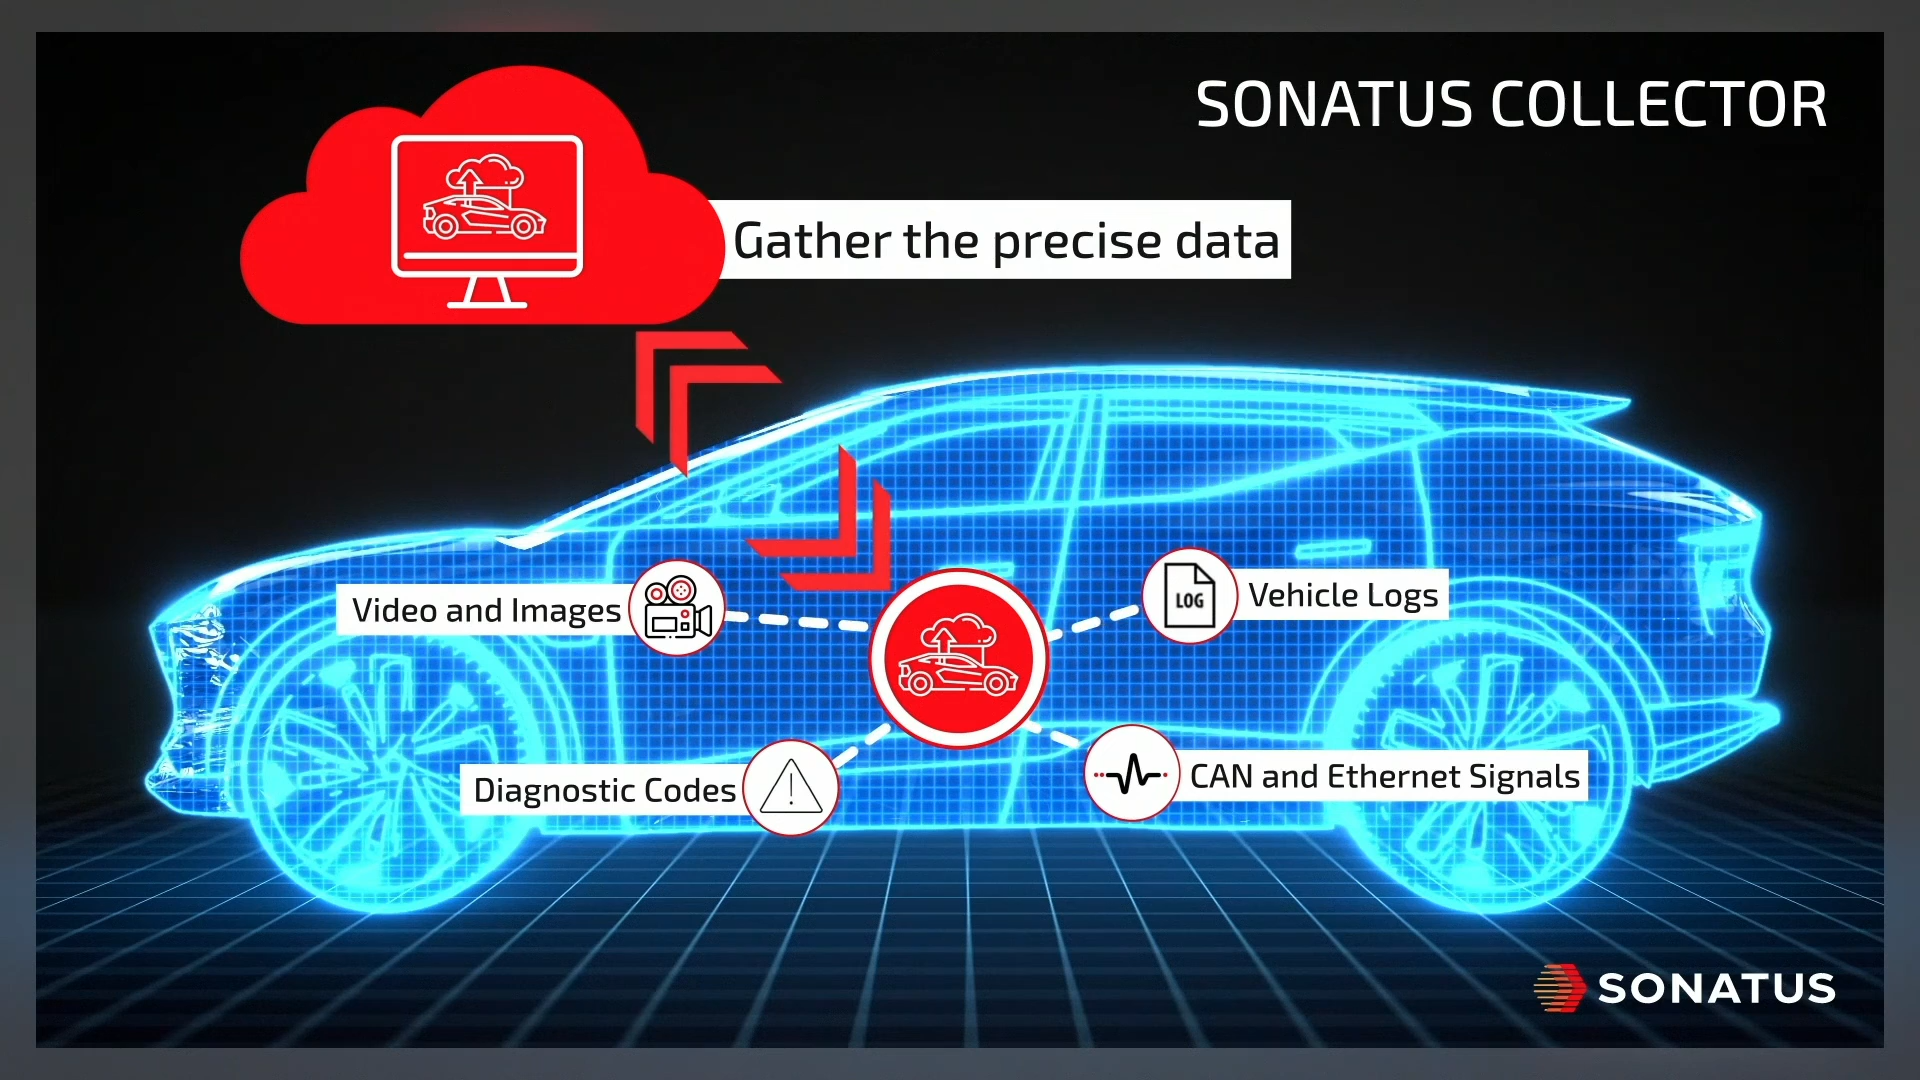 SONATUS COLLECTOR
Gather the precise data
Video and Images
LOG
Vehicle Logs
Diagnostic Codes
CAN and Ethernet Signals
SONATUS